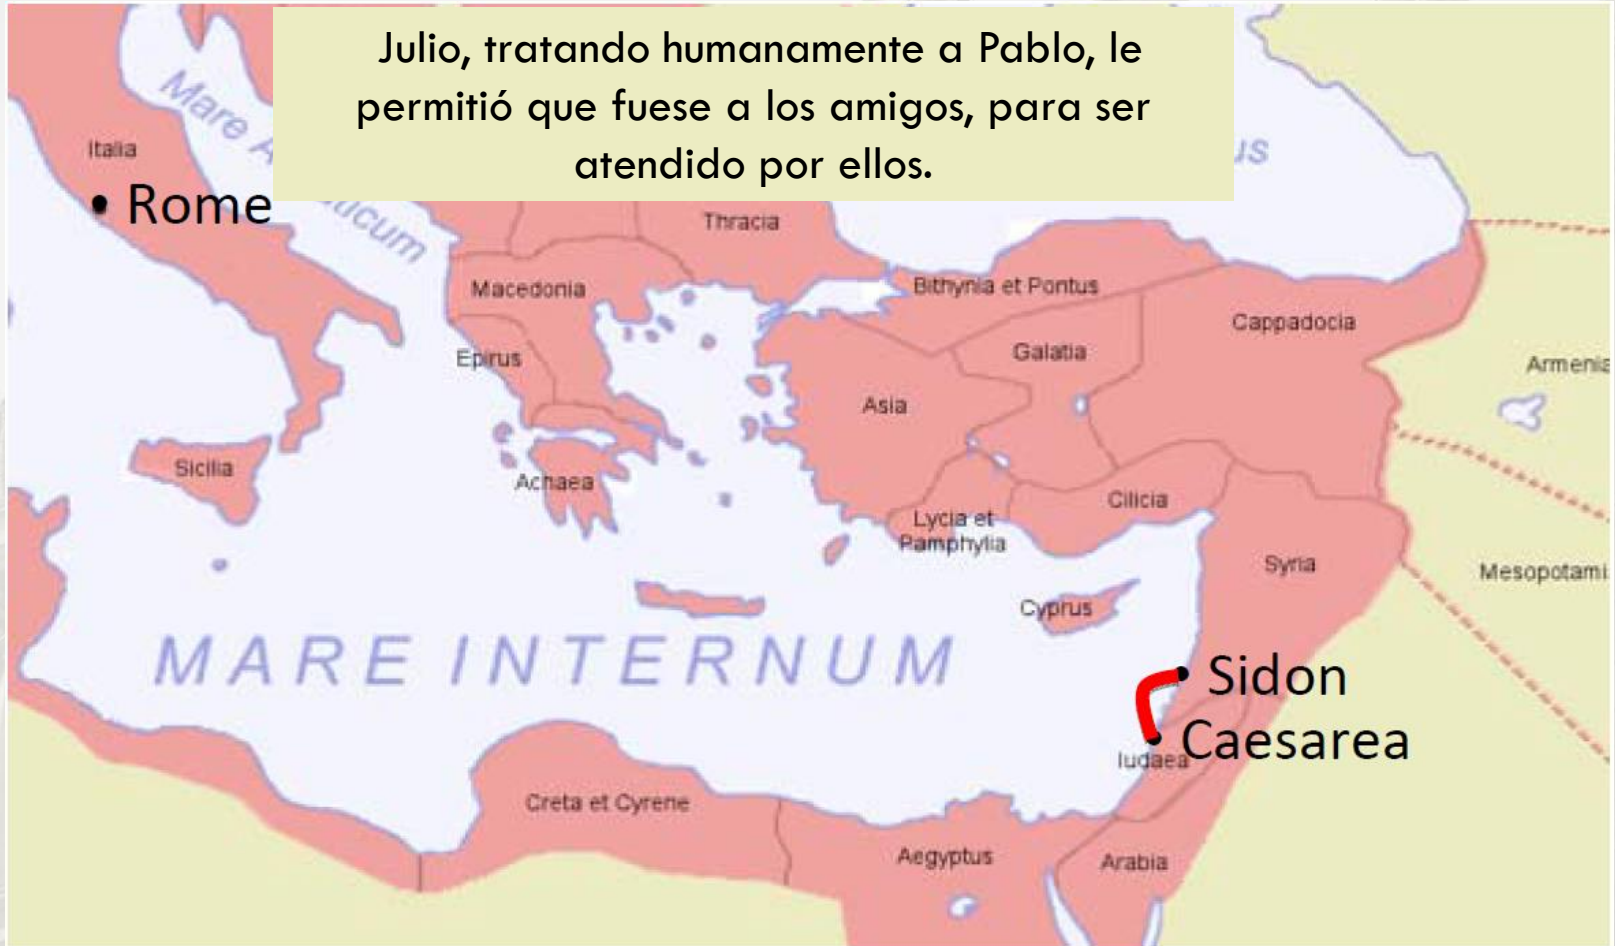 Julio, tratando humanamente a Pablo, le
permitió que fuese a los amigos, para ser
atendido por ellos.
Mare
Italia
• Rome
Thracia
Macedonia
Bithynia et Pontus
Cappadocia
Epirus
Galatia
Armenia
Asia
Sicilia
Achaea
Cilicia
Lycia et
Pamphylia
Syria
Mesopotami
Cyprus
MARE INTERNUM
Sidon
Caesarea
Iudaea
Creta et Cyrene
Aegyptus
Arabia